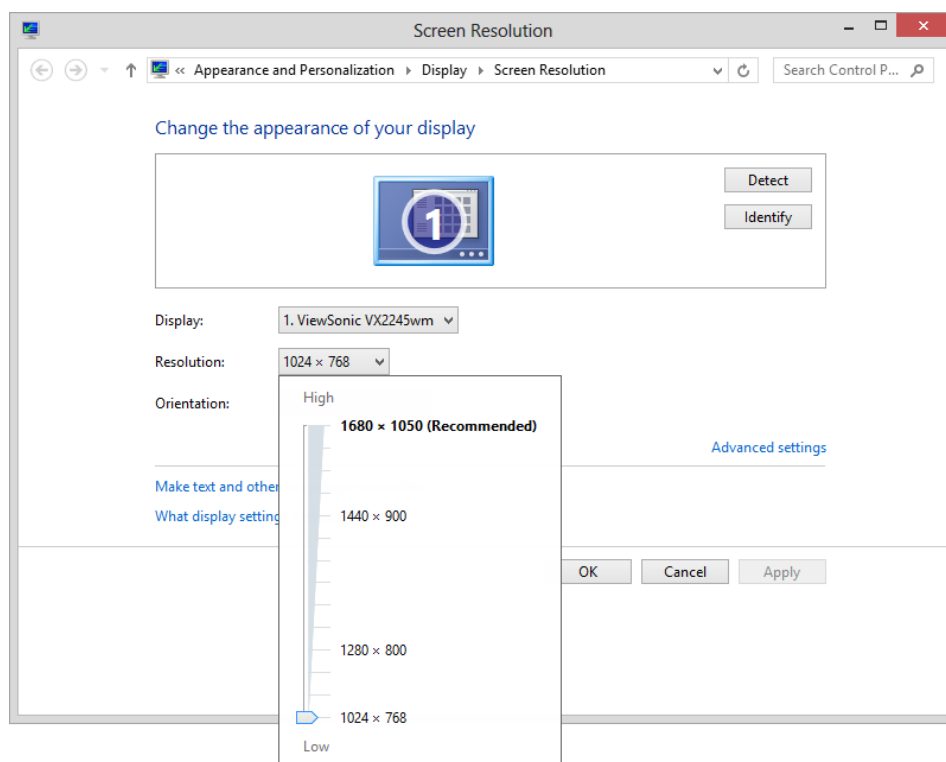 Screen Resolution
« Appearance and Personalization Display Screen Resolution
Search Control P...
Change the appearance of your display
1
Detect
Identify
Display: 1. ViewSonic VX2245wm
Resolution: 1024 × 768
Orientation:
High
1680 × 1050 (Recommended)
Advanced settings
Make text and other
What display setting
1440 × 900
OK Cancel Apply
1280 × 800
1024 × 768
Low